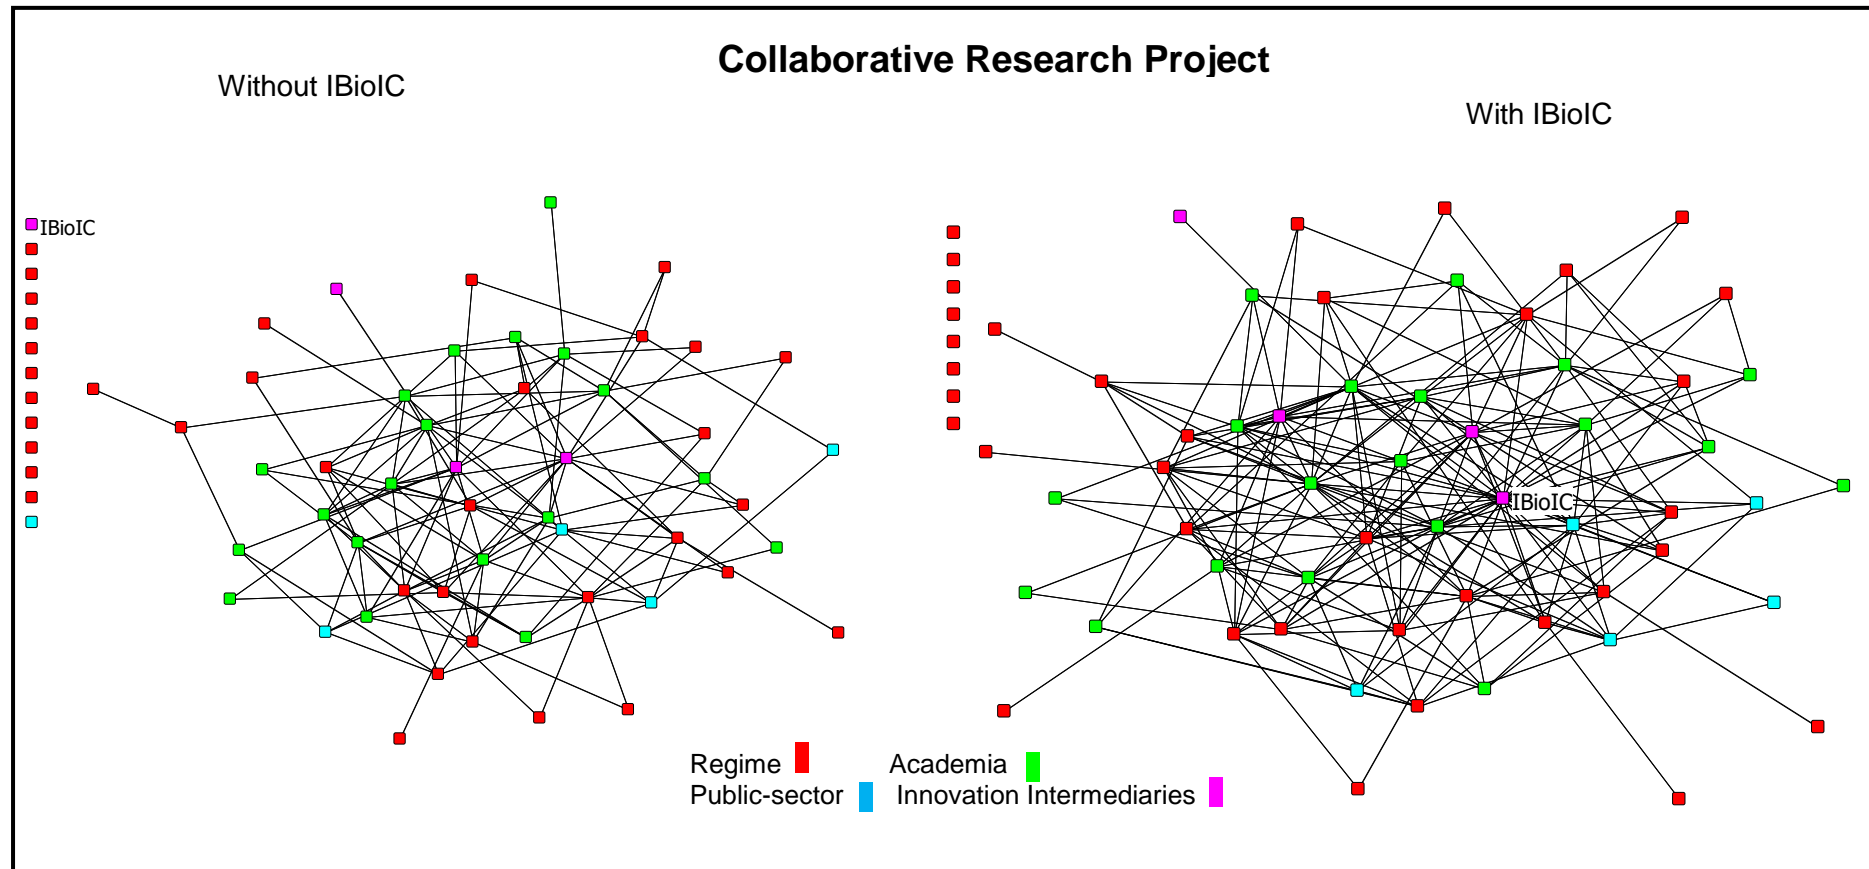 Collaborative Research Project
Without IBioIC
With IBioIC
IBioIC
IBioIC
Regime Academia
Public-sector Innovation Intermediaries